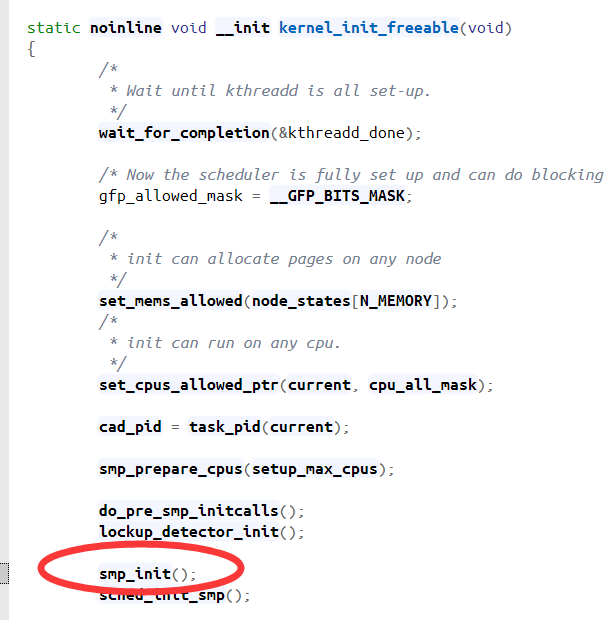 static noinline void __init kernel_init_freeable(void)
{
/*
* Wait until kthreadd is all set-up.
*/
wait_for_completion(&kthreadd_done);
/* Now the scheduler is fully set up and can do blocking
gfp_allowed_mask = __GFP_BITS_MASK;
/*
* init can allocate pages on any node
*/
set_mems_allowed(node_states[N_MEMORY]);
/*
* init can run on any cpu.
*/
set_cpus_allowed_ptr(current, cpu_all_mask);
cad_pid = task_pid(current);
smp_prepare_cpus(setup_max_cpus);
do_pre_smp_initcalls();
lockup_detector_init();
smp_init();
sched_init_smp();